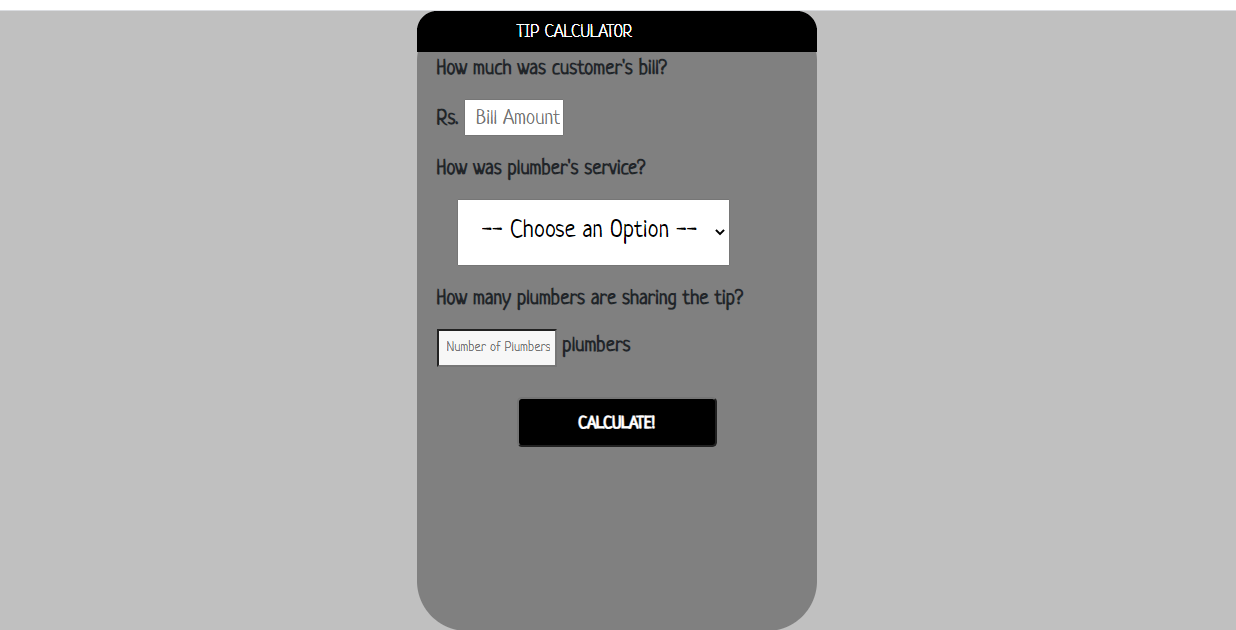 TIP CALCULATOR
How much was customer's bill?
Rs. Bill Amount
How was plumber's service?
-- Choose an Option --
How many plumbers are sharing the tip?
Number of Plumbers plumbers
CALCULATE!